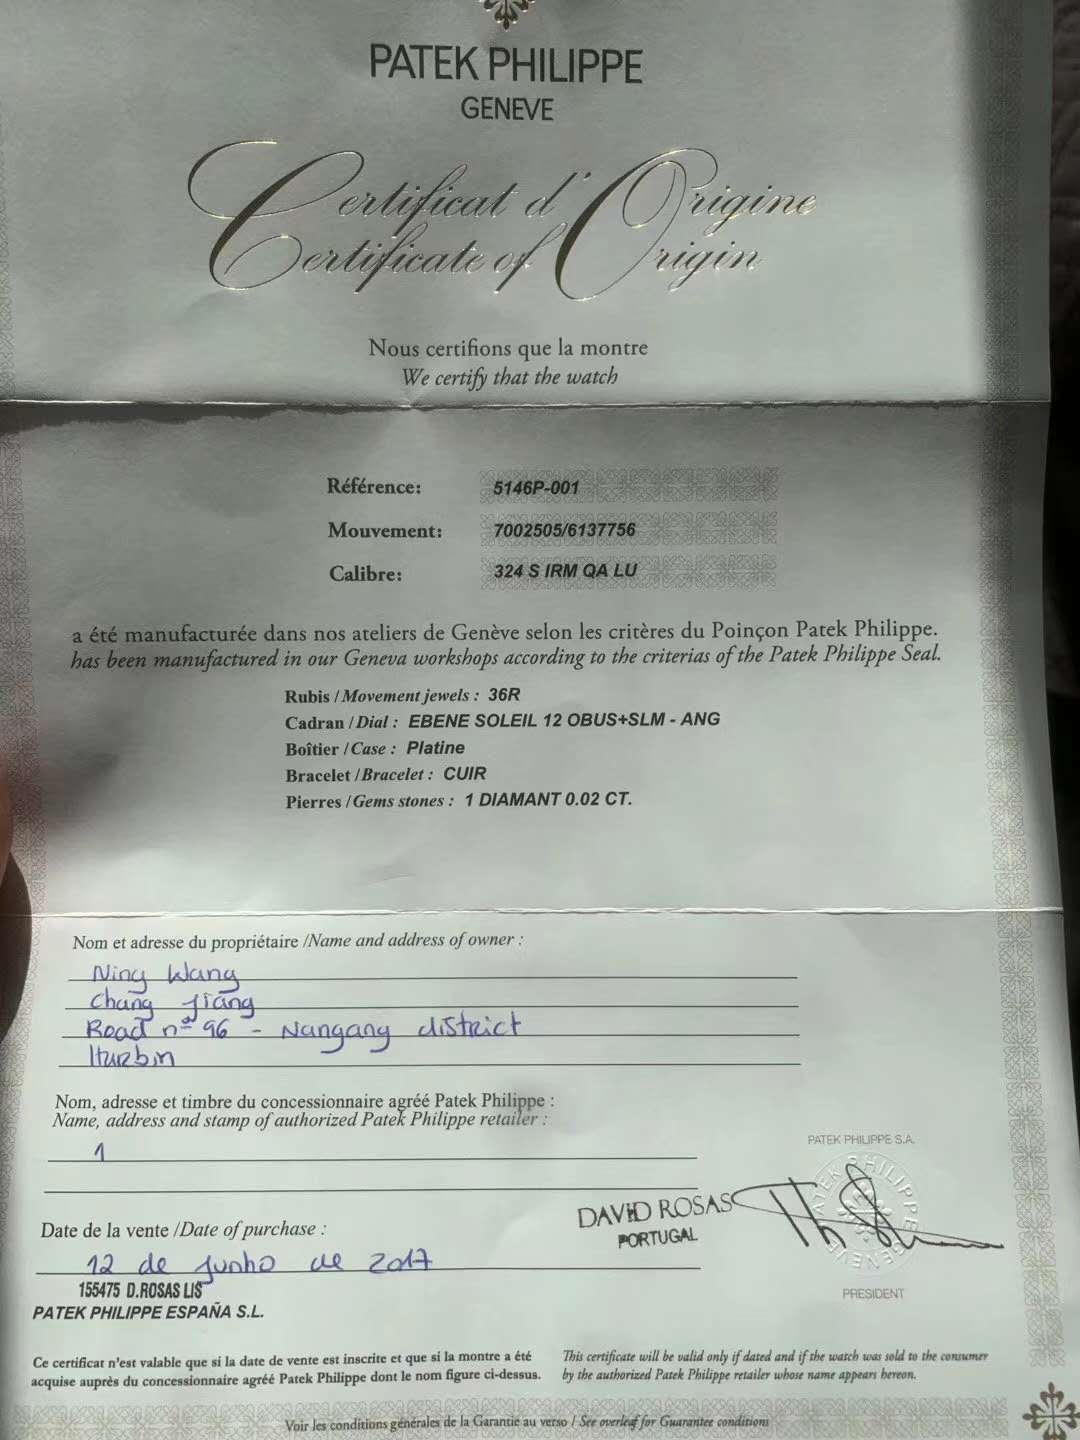 PATEK PHILIPPE
GENEVE
Certificat d'Origine
Certificate of Origin
Nous certifions que la montre
We certify that the watch
Référence: 5146P-001
Mouvement: 7002505/6137756
Calibre: 324 S IRM QA LU
a été manufacturée dans nos ateliers de Genève selon les critères du Poinçon Patek Philippe.
has been manufactured in our Geneva workshops according to the criterias of the Patek Philippe Seal.
Rubis / Movement jewels : 36R
Cadran / Dial : EBENE SOLEIL 12 OBUS+SLM - ANG
Boîtier / Case : Platine
Bracelet / Bracelet : CUIR
Pierres / Gems stones : 1 DIAMANT 0.02 CT.
Nom et adresse du propriétaire /Name and address of owner :
Ning Wang
Chang Jiang
Road nº 96 - Nangang district
Nom, adresse et timbre du concessionnaire agréé Patek Philippe :
Name, address and stamp of authorized Patek Philippe retailer :
1
PATEK PHILIPPE S.A.
PATEK PHILIPPE GENEVE
DAVID ROSAS
PORTUGAL
Date de la vente /Date of purchase :
12 de Junho de 2017
155475 D.ROSAS LIS
PATEK PHILIPPE ESPAÑA S.L.
PRESIDENT
Ce certificat n'est valable que si la date de vente est inscrite et que si la montre a été
acquise auprès du concessionnaire agréé Patek Philippe dont le nom figure ci-dessus.
This certificate will be valid only if dated and if the watch was sold to the consumer
by the authorized Patek Philippe retailer whose name appears hereon.
Voir les conditions générales de la Garantie au verso / See overleaf for Guarantee conditions